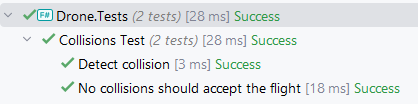 F# Drone.Tests (2 tests) [28 ms] Success
Collisions Test (2 tests) [28 ms] Success
Detect collision [3 ms] Success
No collisions should accept the flight [18 ms] Success